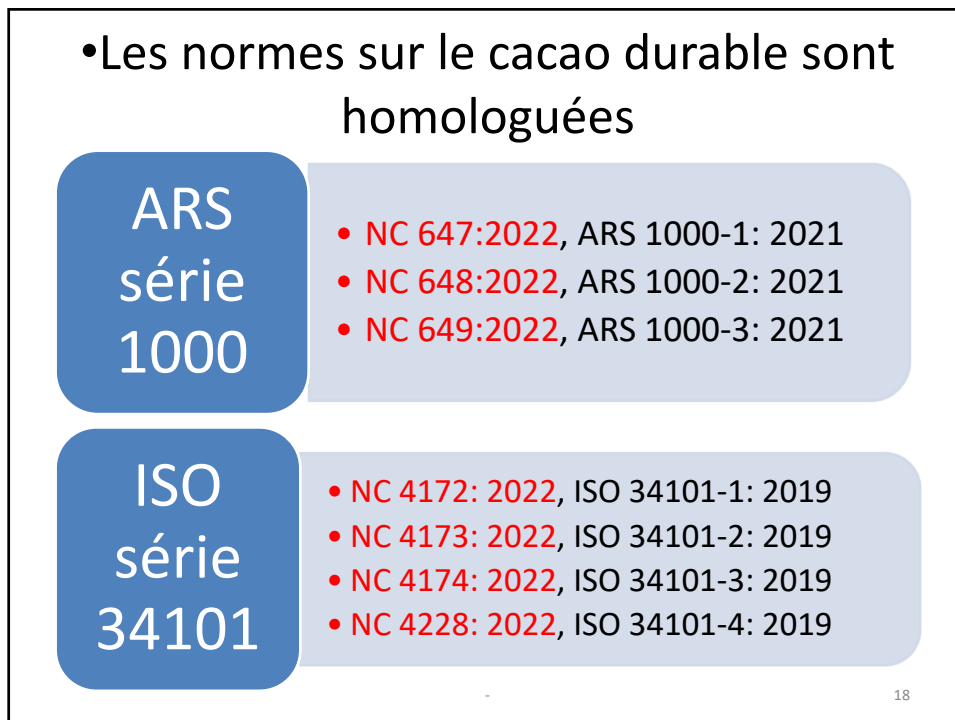 •Les normes sur le cacao durable sont
homologuées
ARS
série
1000
• NC 647:2022, ARS 1000-1: 2021
• NC 648:2022, ARS 1000-2: 2021
• NC 649:2022, ARS 1000-3: 2021
ISO
série
34101
• NC 4172: 2022, ISO 34101-1: 2019
• NC 4173: 2022, ISO 34101-2: 2019
• NC 4174: 2022, ISO 34101-3: 2019
• NC 4228: 2022, ISO 34101-4: 2019
- 18